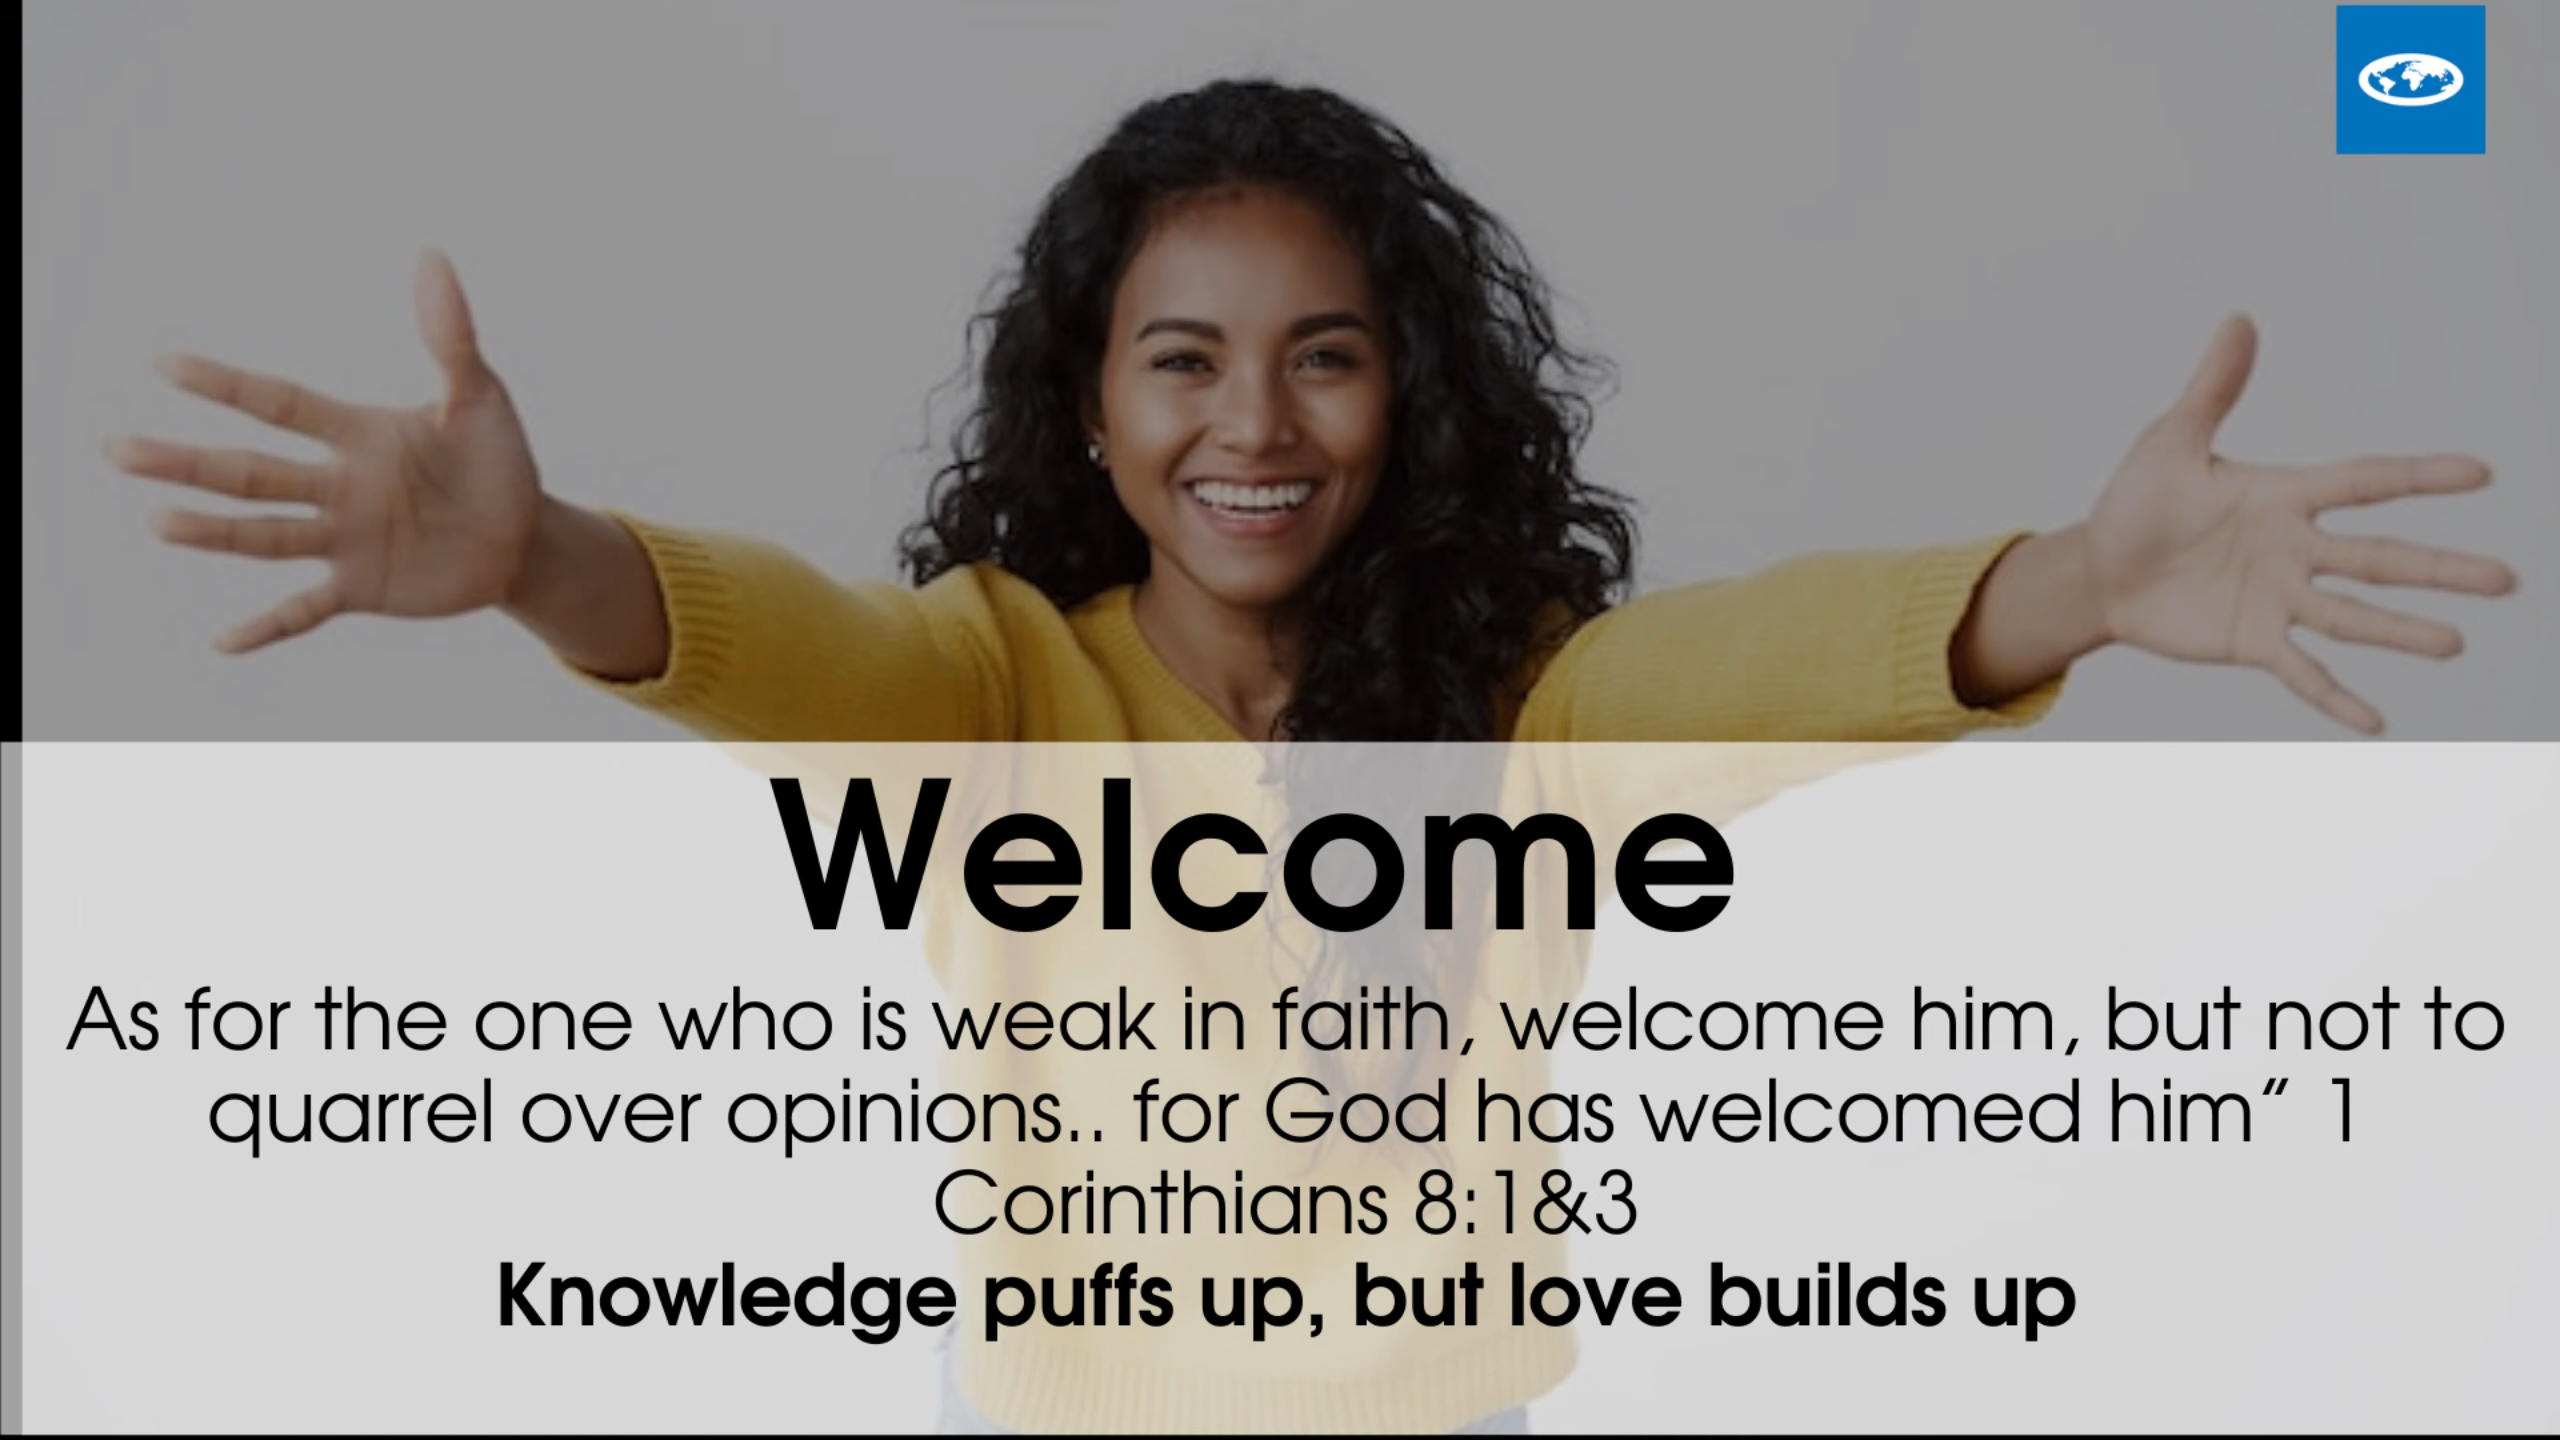 Welcome
As for the one who is weak in faith, welcome him, but not to
quarrel over opinions.. for God has welcomed him” 1
Corinthians 8:1&3
Knowledge puffs up, but love builds up